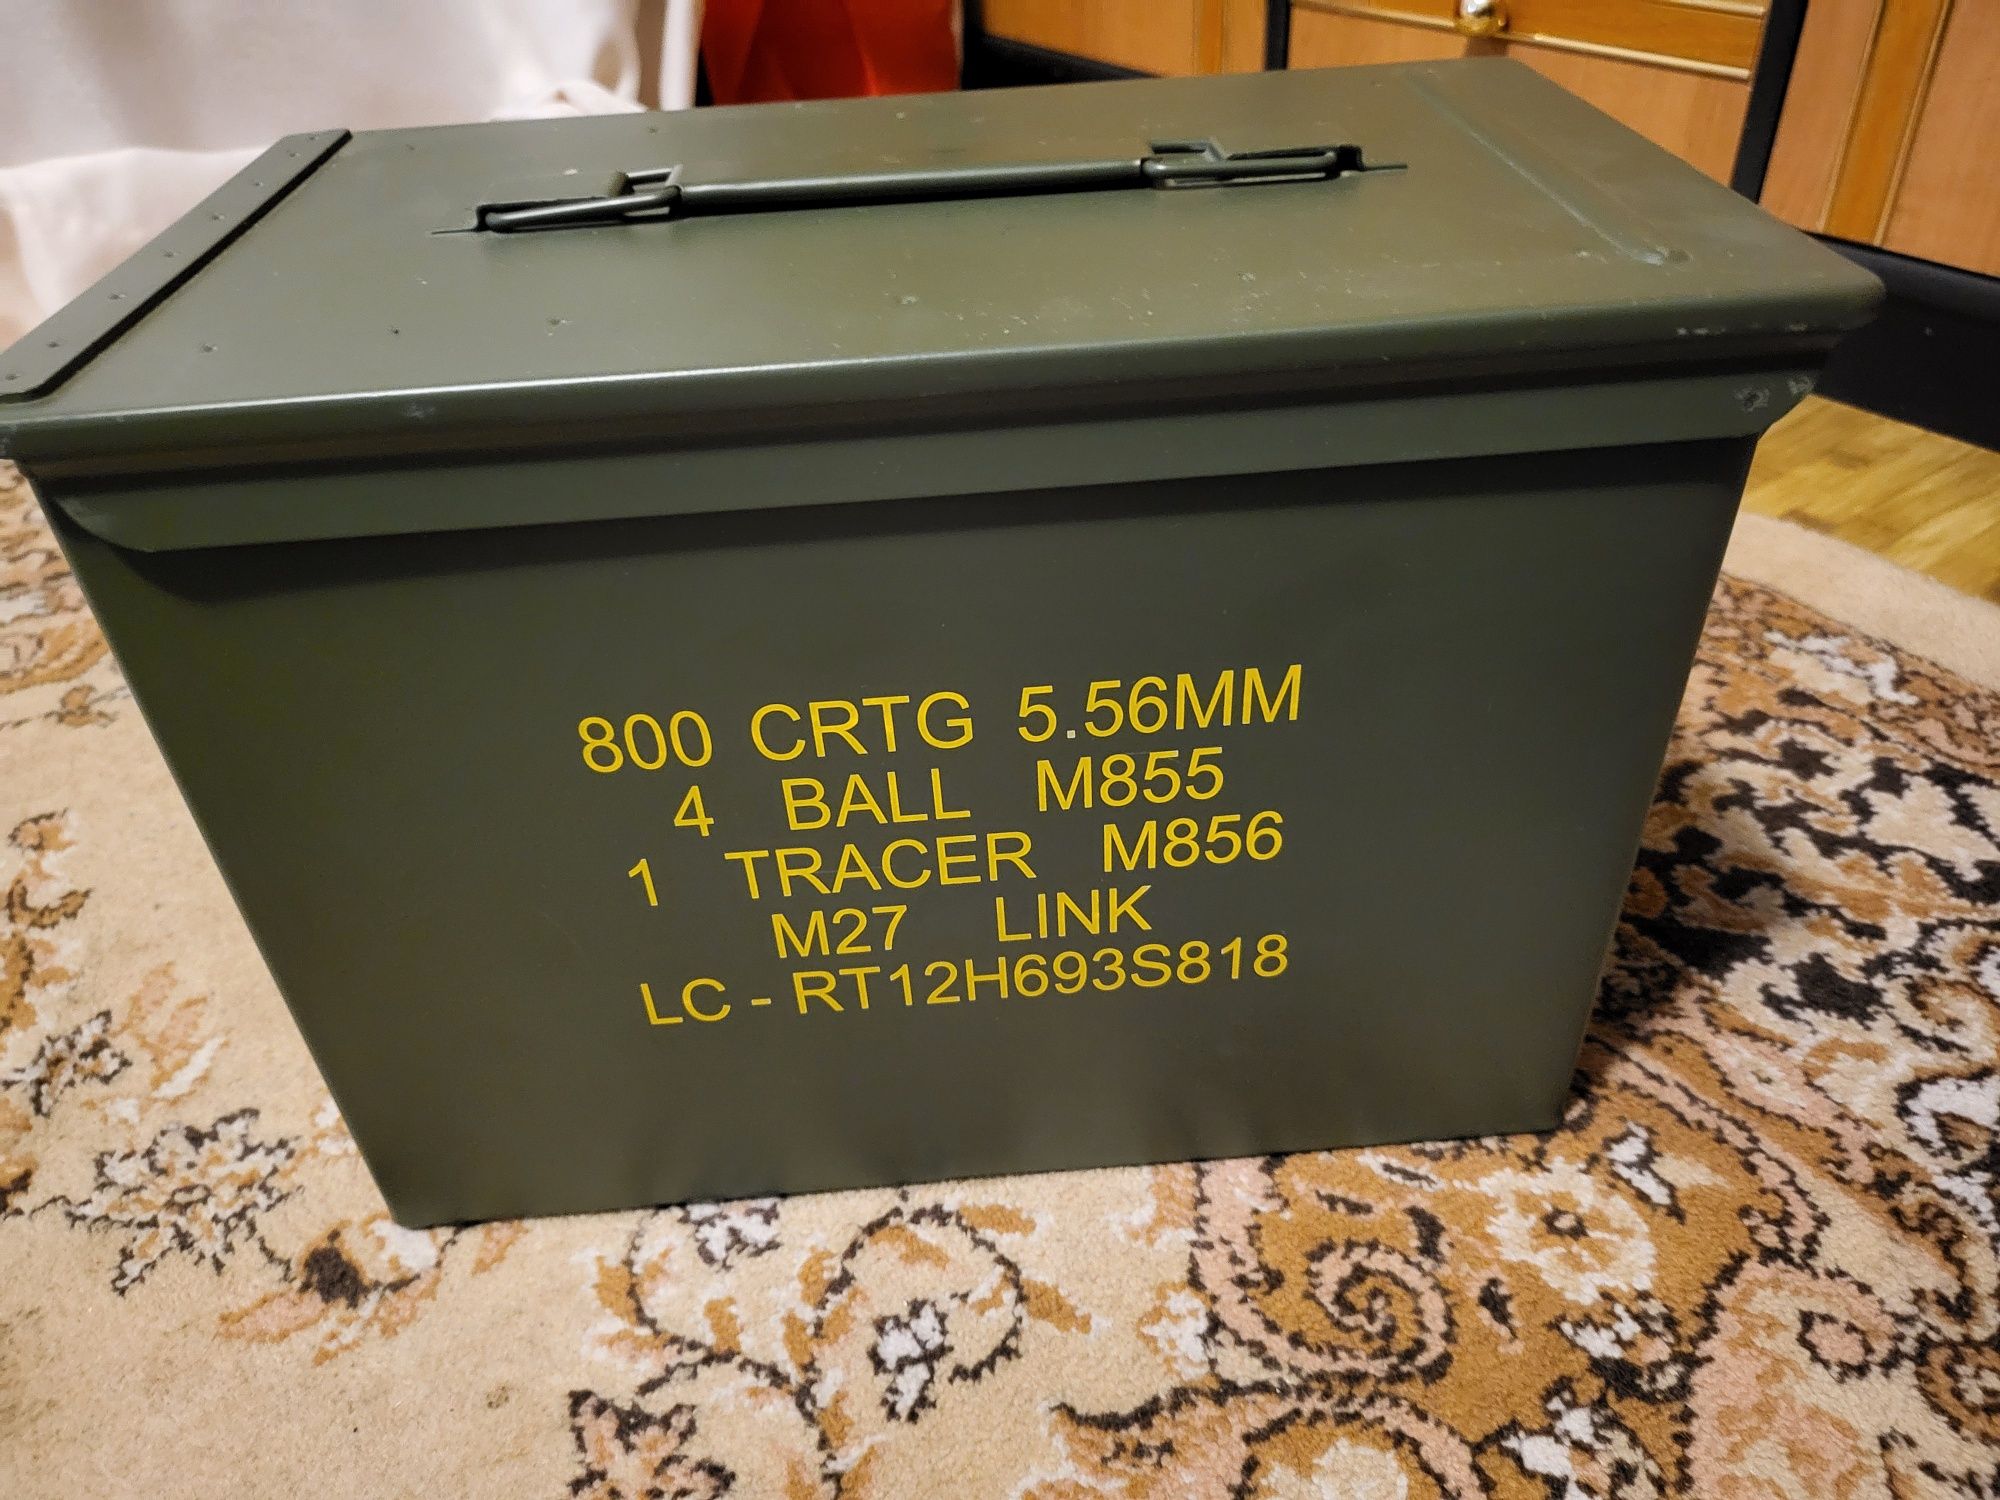 800 CRTG 5.56MM
4 BALL M855
1 TRACER M856
M27 LINK
LC - RT12H693S818